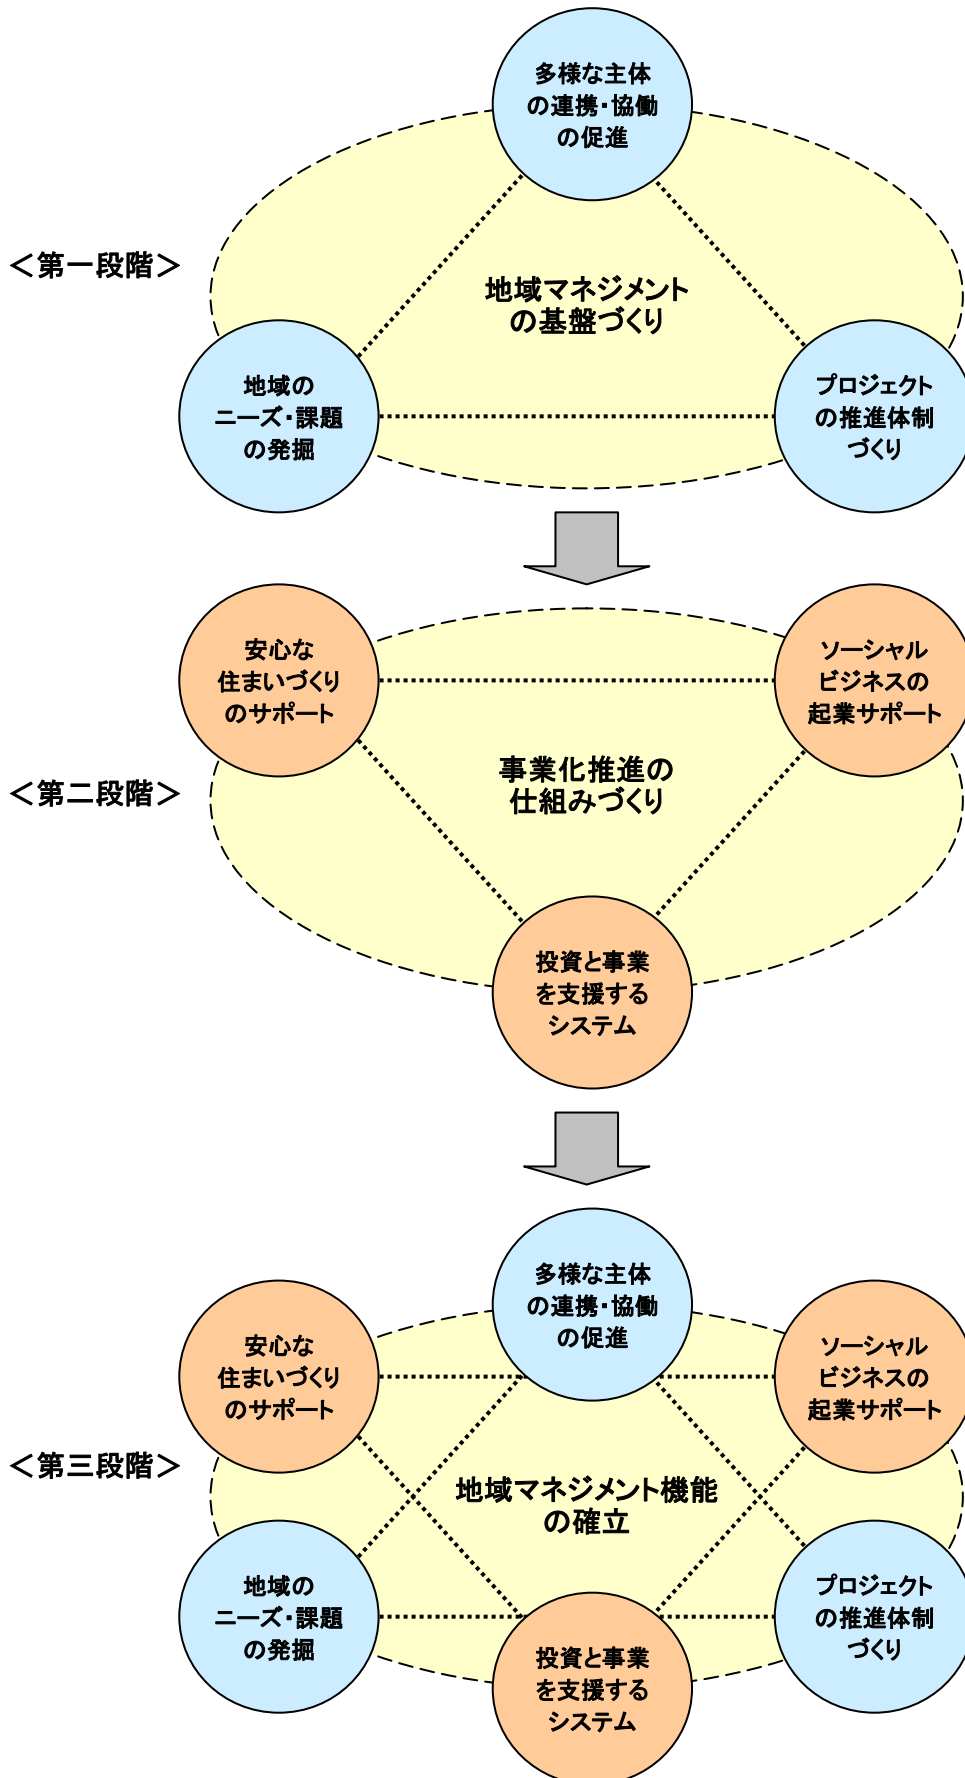 多様な主体
の連携・協働
の促進
<第一段階>
地域マネジメント
の基盤づくり
地域の
ニーズ・課題
の発掘
プロジェクト
の推進体制
づくり
安心な
住まいづくり
のサポート
ソーシャル
ビジネスの
起業サポート
<第二段階>
事業化推進の
仕組みづくり
投資と事業
を支援する
システム
多様な主体
の連携・協働
の促進
安心な
住まいづくり
のサポート
ソーシャル
ビジネスの
起業サポート
<第三段階>
地域マネジメント機能
の確立
地域の
ニーズ・課題
の発掘
プロジェクト
の推進体制
づくり
投資と事業
を支援する
システム